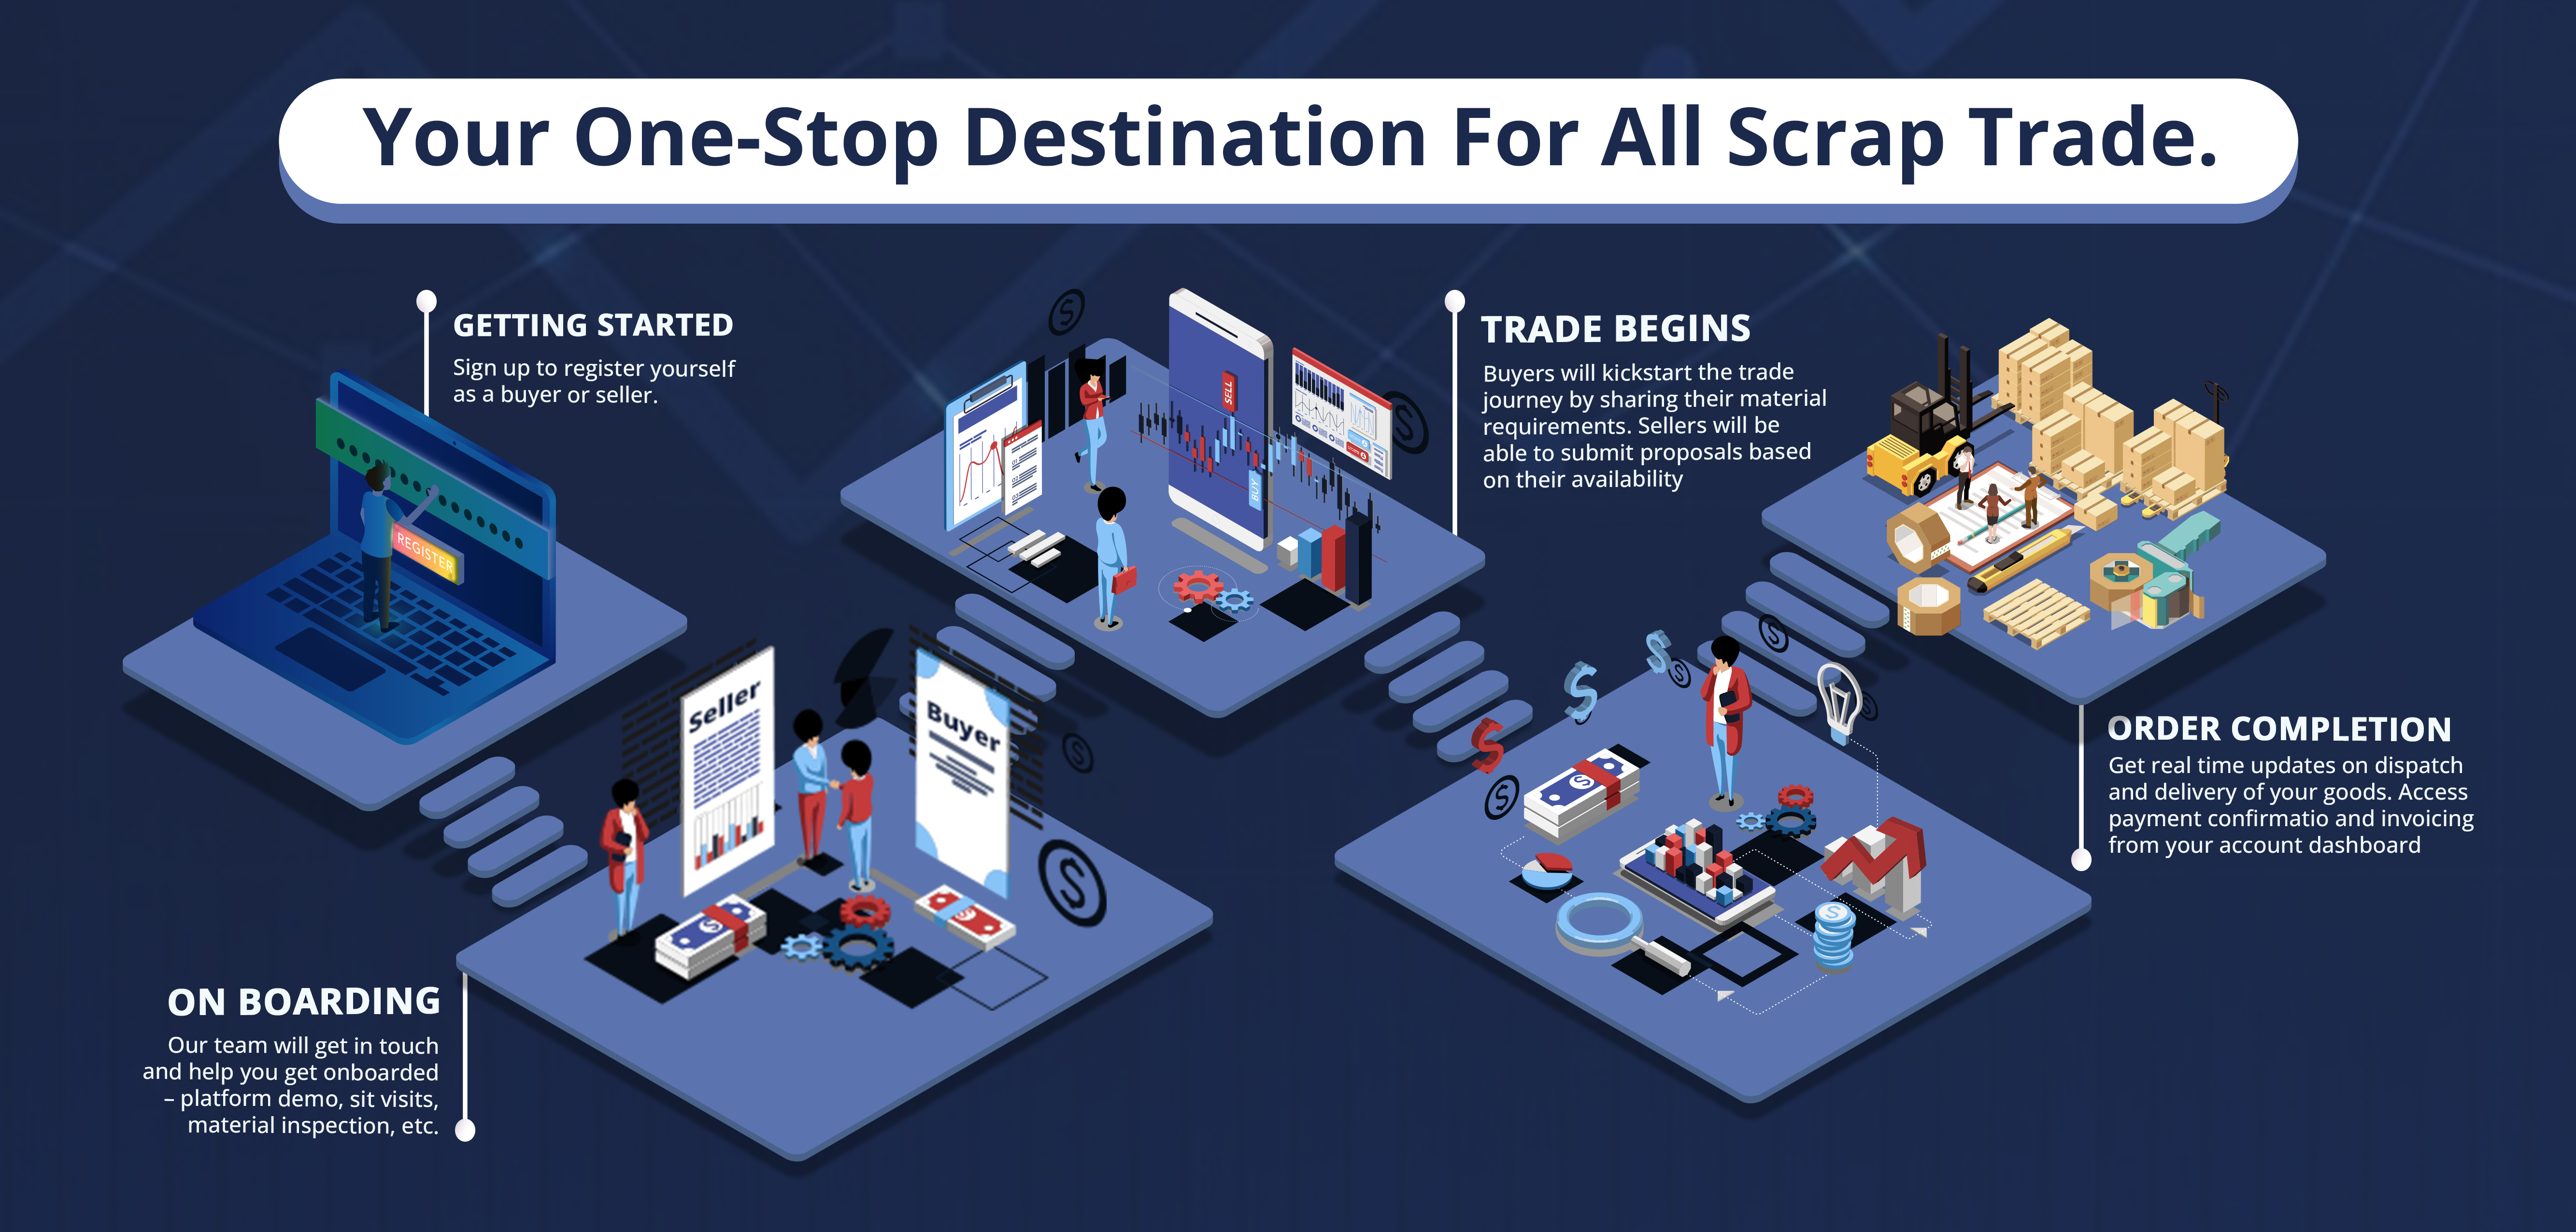 Your One-Stop Destination For All Scrap Trade.
GETTING STARTED
Sign up to register yourself
as a buyer or seller.
REGISTER
ON BOARDING
Our team will get in touch
and help you get onboarded
– platform demo, sit visits,
material inspection, etc.
Seller
Buyer
SELL
BUY
TRADE BEGINS
Buyers will kickstart the trade
journey by sharing their material
requirements. Sellers will be
able to submit proposals based
on their availability
ORDER COMPLETION
Get real time updates on dispatch
and delivery of your goods. Access
payment confirmatio and invoicing
from your account dashboard